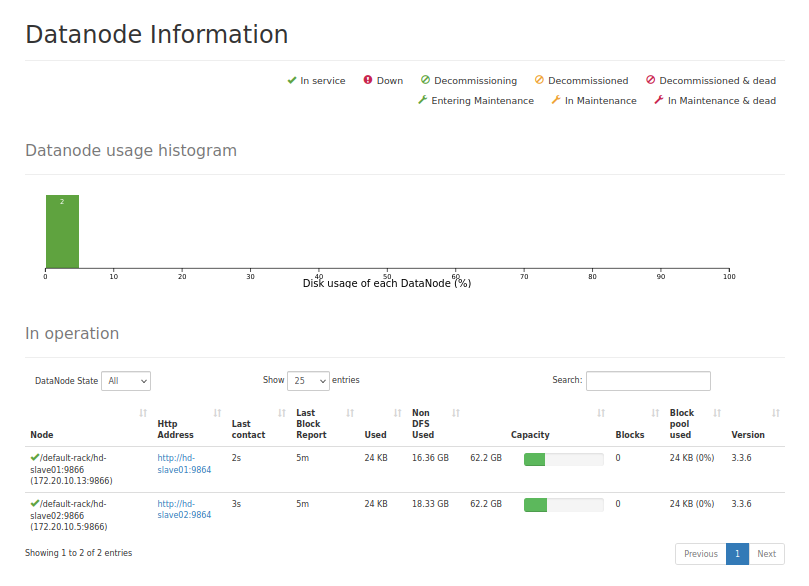 Datanode Information
In service Down Decommissioning Decommissioned Decommissioned & dead
Entering Maintenance In Maintenance In Maintenance & dead
Datanode usage histogram
2
0 10 20 30 40 50 60 70 80 90 100
Disk usage of each DataNode (%)
In operation
DataNode State All Show 25 entries Search:
Node Http Address Last contact Last Block Report Used Non DFS Used Capacity Blocks Block pool used Version
/default-rack/hd-
slave01:9866
(172.20.10.13:9866)
http://hd-
slave01:9864
2s 5m 24 KB 16.36 GB 62.2 GB 0 24 KB (0%) 3.3.6
/default-rack/hd-
slave02:9866
(172.20.10.5:9866)
http://hd-
slave02:9864
3s 5m 24 KB 18.33 GB 62.2 GB 0 24 KB (0%) 3.3.6
Showing 1 to 2 of 2 entries Previous 1 Next